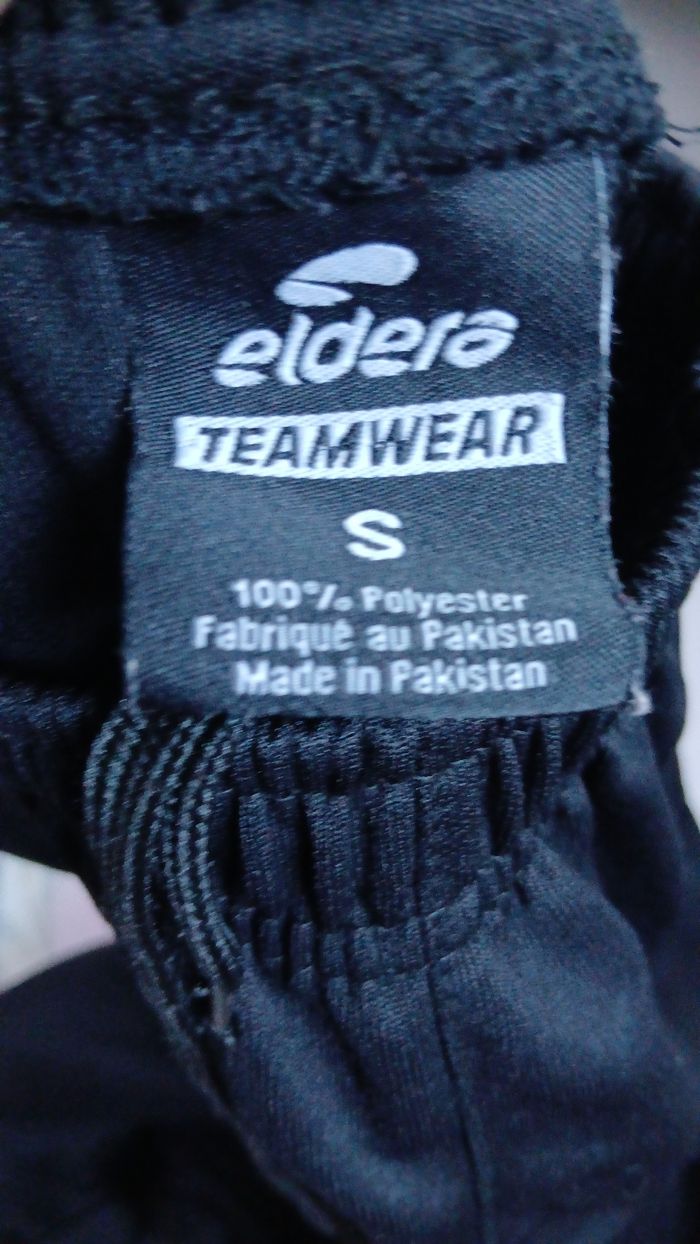 eldera
TEAMWEAR
S
100% Polyester
Fabriqué au Pakistan
Made in Pakistan